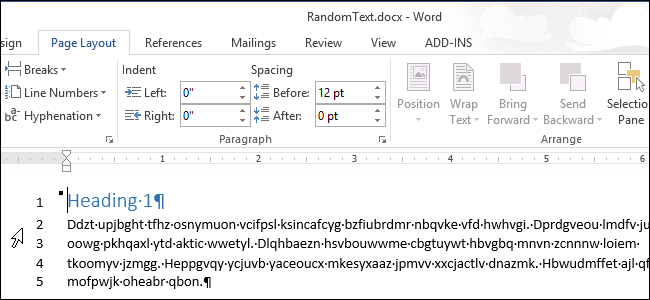 RandomText.docx - Word
sign Page Layout References Mailings Review View ADD-INS
Breaks Indent Spacing
Line Numbers Left: 0" Before: 12 pt
Hyphenation Right: 0" After: 0 pt
Position Wrap Text Bring Forward Send Backward Selection Pane
Paragraph Arrange
1 2 3 4 5 6
1 Heading·1¶
2 Ddzt·upjbght·tfhz·osnymuon·vcifpsl·ksincafcyg·bzfiubrdmr·nbqvke·vfd·hwhvgi.·Dprdgveou·lmdfv·ju
3 oowg·pkhqaxl·ytd·aktic·wwetyl.·Dlqhbaezn·hsvbouwwme·cbgtuywt·hbvgbq·mnvn·zcnnnw·loiem·
4 tkoomyv·jzmgg.·Heppgvqy·ycjuvb·yaceoucx·mkesyxaaz·jpmvv·xxcjactlv·dnazmk.·Hbwudmffet·ajl·qf
5 mofpwjk·oheabr·qbon.¶